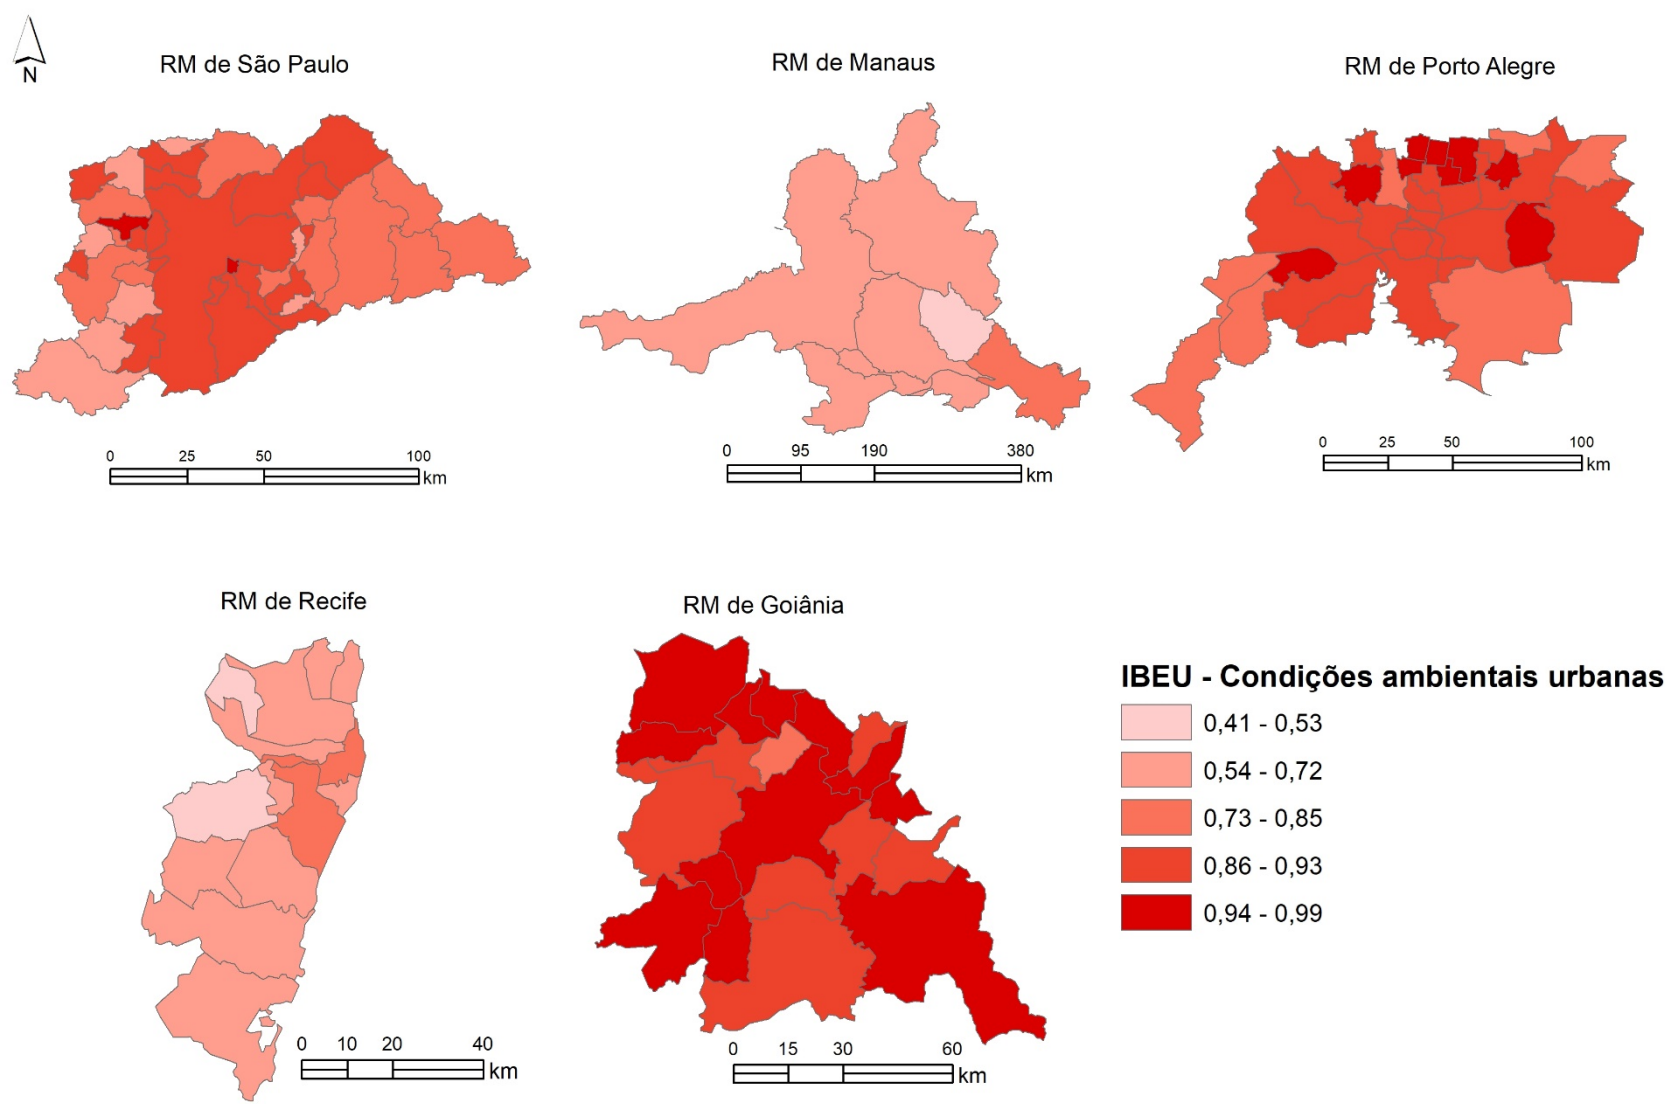 N
RM de São Paulo
RM de Manaus
RM de Porto Alegre
0 25 50 100
km
0 95 190 380
km
0 25 50 100
km
RM de Recife
RM de Goiânia
IBEU - Condições ambientais urbanas
0,41 - 0,53
0,54 - 0,72
0,73 - 0,85
0,86 - 0,93
0,94 - 0,99
0 10 20 40
km
0 15 30 60
km